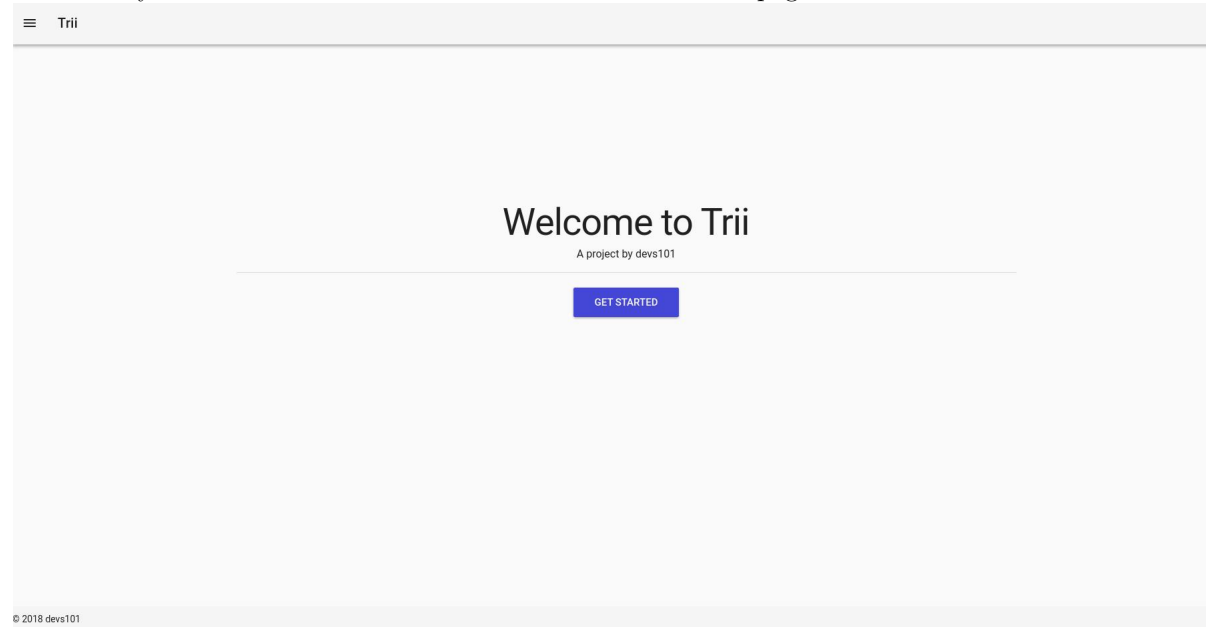 Trii
Welcome to Trii
A project by devs101
GET STARTED
© 2018 devs101